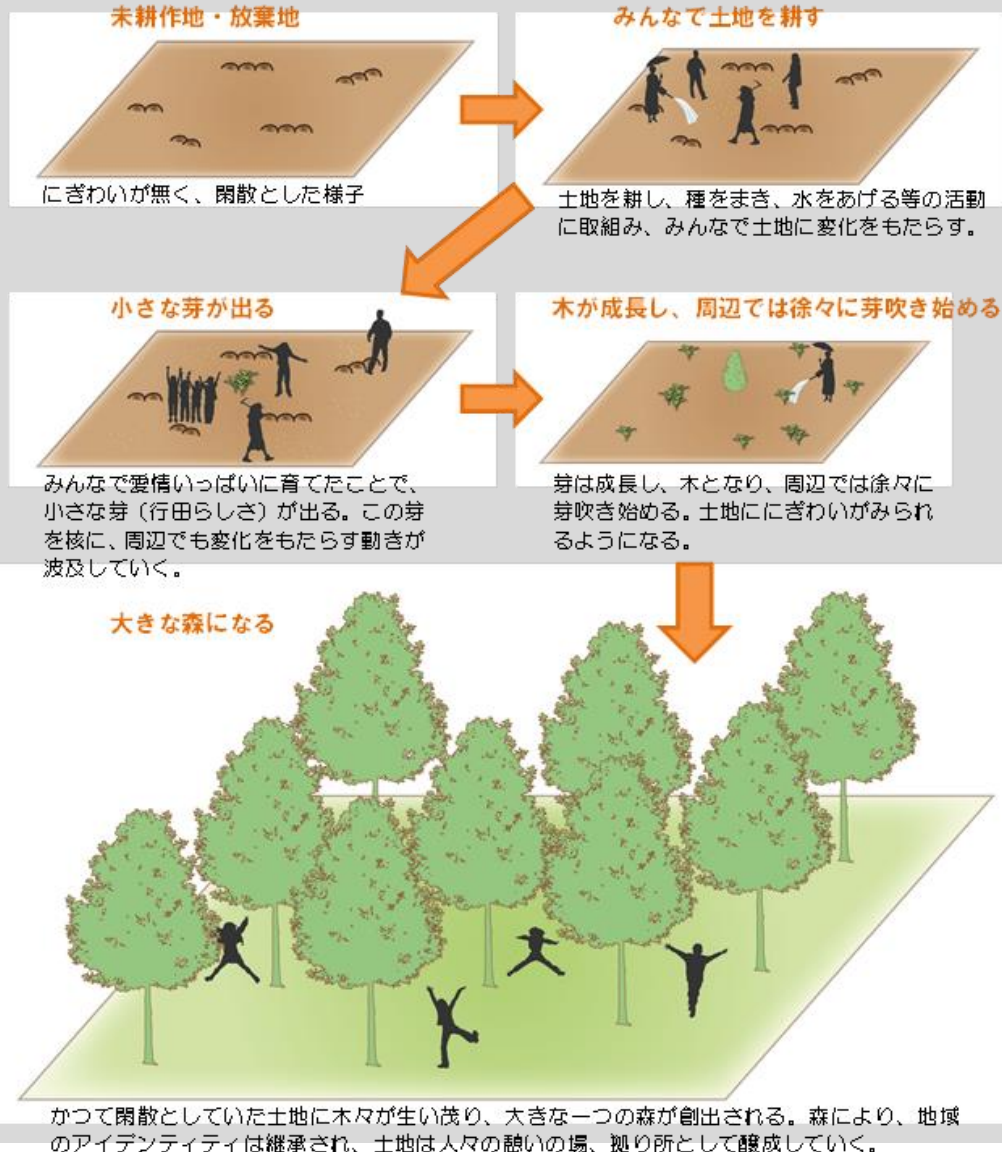 未耕作地・放棄地
にぎわいが無く、閑散とした様子
みんなで土地を耕す
土地を耕し、種をまき、水をあげる等の活動
に取組み、みんなで土地に変化をもたらす。
小さな芽が出る
みんなで愛情いっぱいに育てたことで、
小さな芽（行田らしさ）が出る。この芽
を核に、周辺でも変化をもたらす動きが
波及していく。
木が成長し、周辺では徐々に芽吹き始める
芽は成長し、木となり、周辺では徐々に
芽吹き始める。土地ににぎわいがみられ
るようになる。
大きな森になる
かつて閑散としていた土地に木々が生い茂り、大きな一つの森が創出される。森により、地域
のアイデンティティは継承され、土地は人々の憩いの場、拠り所として醸成していく。